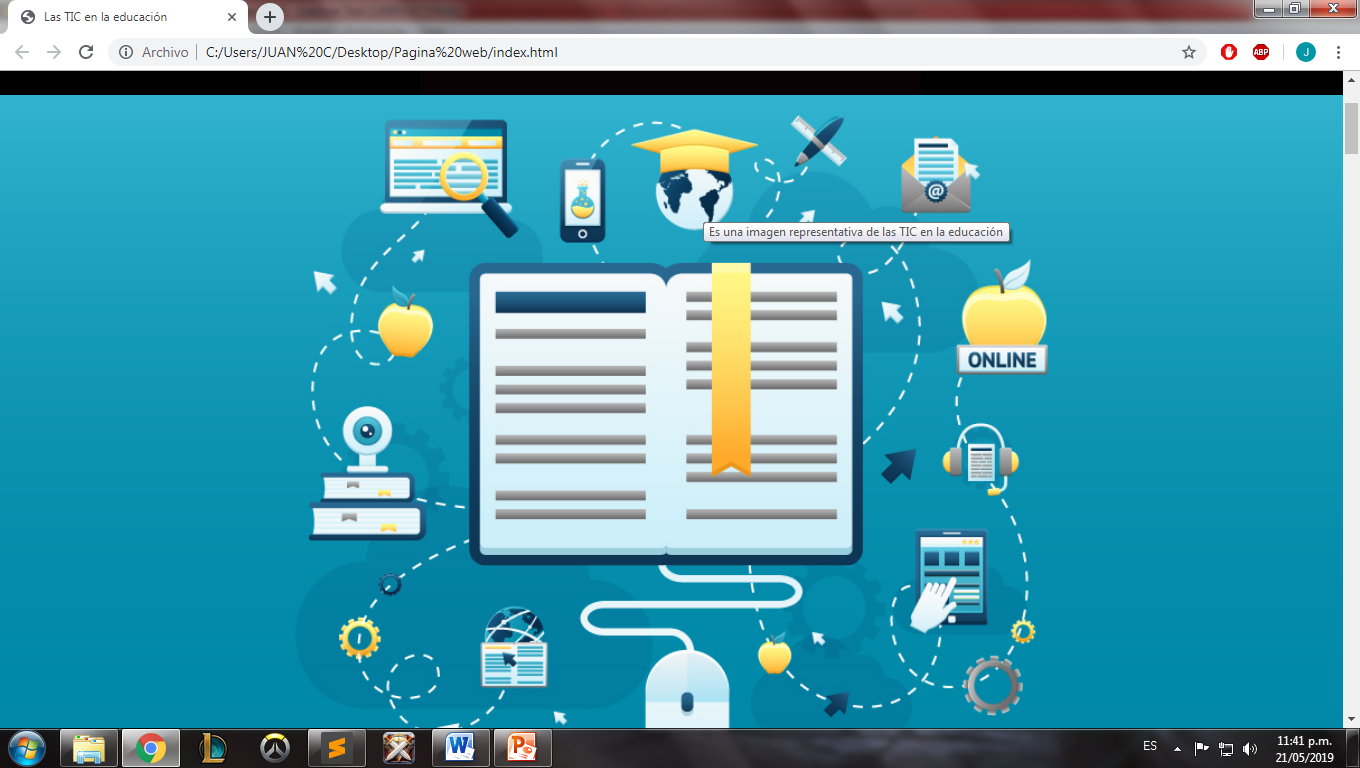 Las TIC en la educación
Archivo
C:/Users/JUAN%20C/Desktop/Pagina%20web/index.html
ABP
J
@
Es una imagen representativa de las TIC en la educación
ONLINE
W
P
ES
11:41 p.m.
21/05/2019